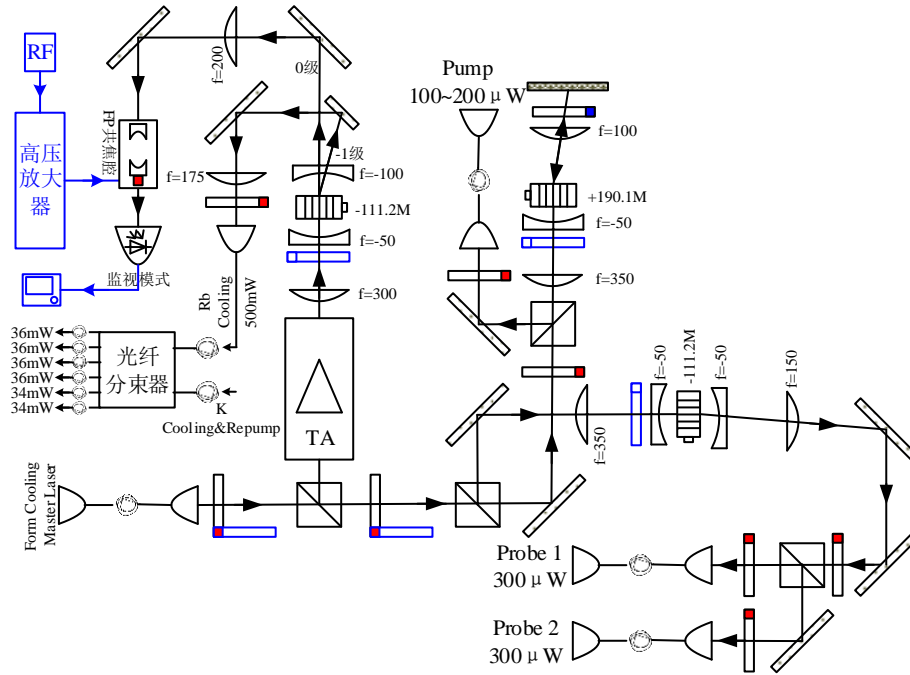 RF
高压
放大
器
FP共焦腔
监视模式
f=200
0级
-1级
f=175
f=-100
-111.2M
f=-50
f=300
Rb
Cooling
500mW
36mW
36mW
36mW
36mW
34mW
34mW
光纤
分束器
K
Cooling&Repump
TA
Form Cooling
Master Laser
Pump
100~200μW
f=100
+190.1M
f=-50
f=350
f=350
f=-50
-111.2M
f=-50
f=150
Probe 1
300μW
Probe 2
300μW